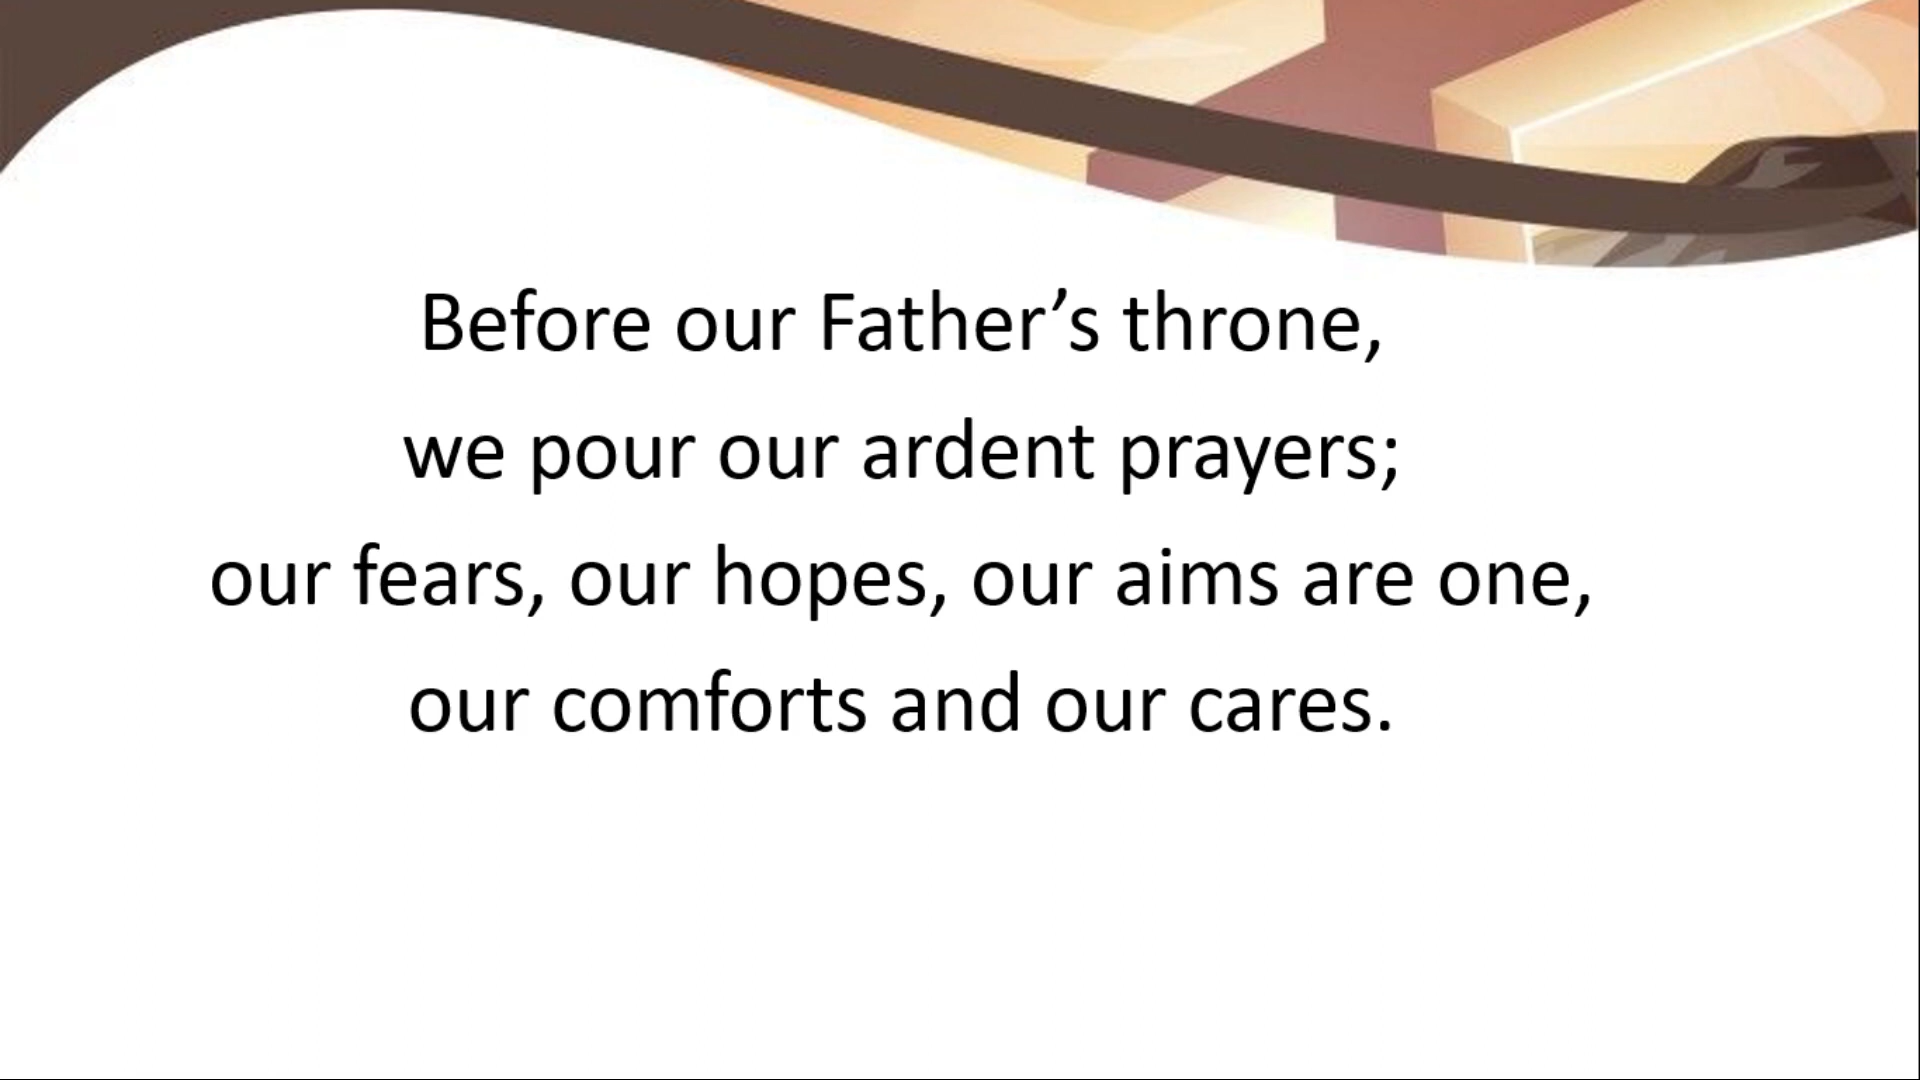 Before our Father’s throne,
we pour our ardent prayers;
our fears, our hopes, our aims are one,
our comforts and our cares.